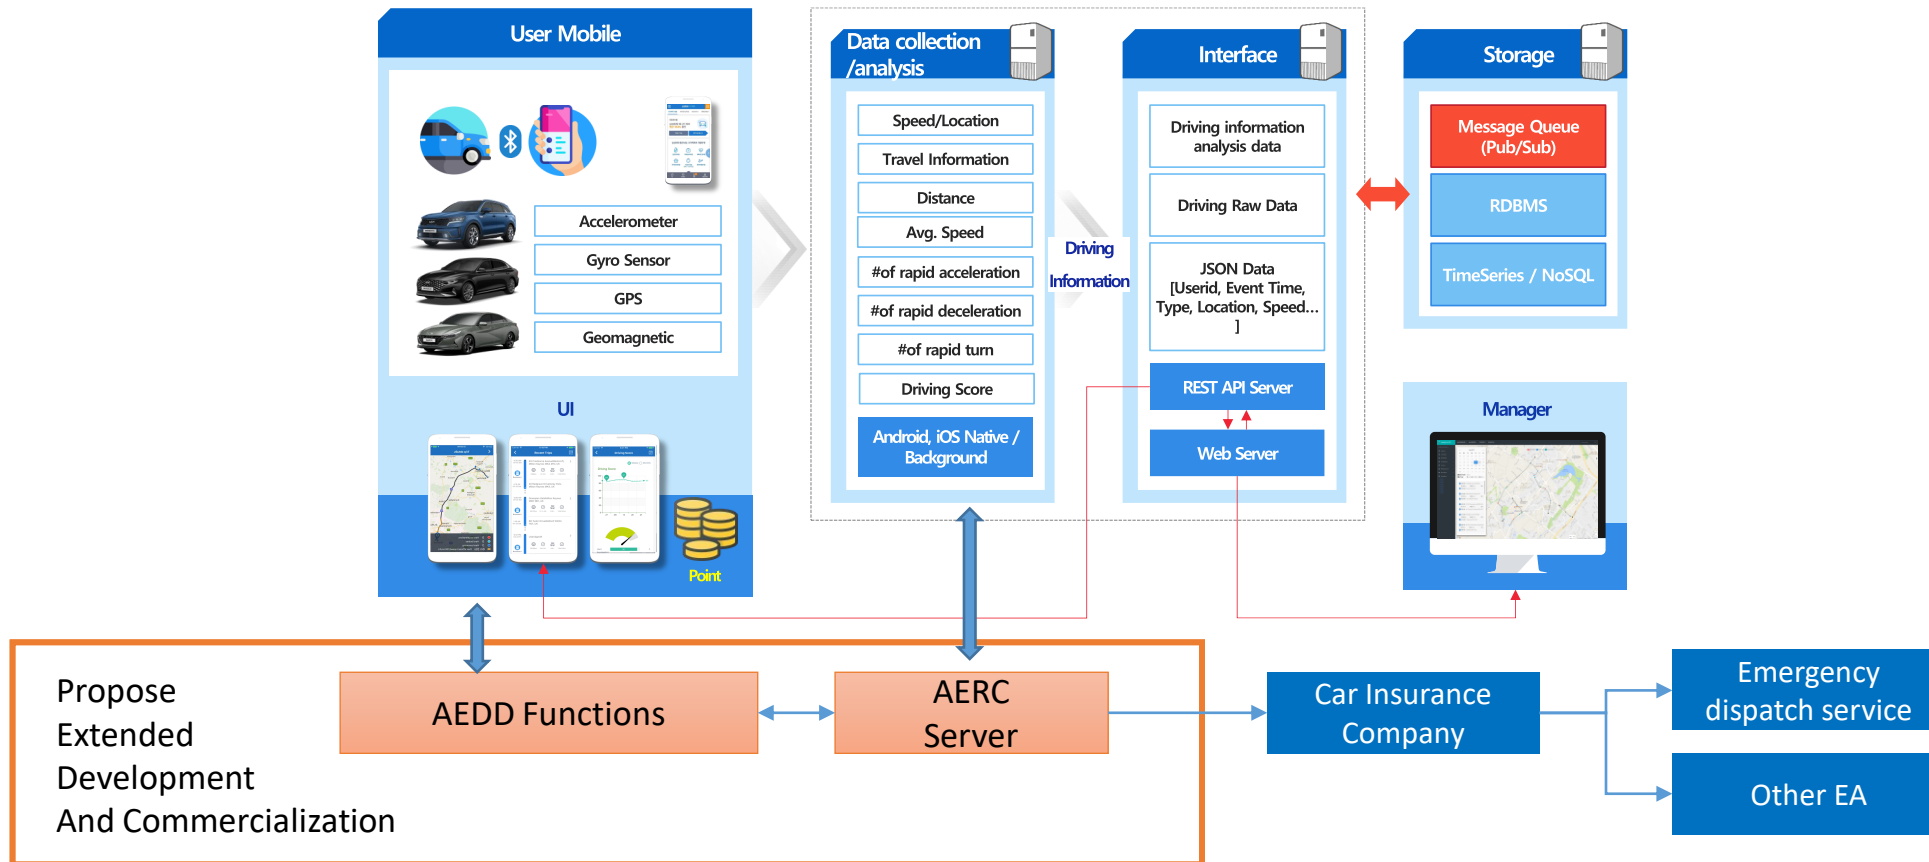 User Mobile
Accelerometer
Gyro Sensor
GPS
Geomagnetic
UI
Point
Data collection
/analysis
Speed/Location
Travel Information
Distance
Avg. Speed
#of rapid acceleration
#of rapid deceleration
#of rapid turn
Driving Score
Android, iOS Native /
Background
Driving
Information
Interface
Driving information
analysis data
Driving Raw Data
JSON Data
[Userid, Event Time,
Type, Location, Speed...
]
REST API Server
Web Server
Storage
Message Queue
(Pub/Sub)
RDBMS
TimeSeries / NoSQL
Manager
Propose
Extended
Development
And Commercialization
AEDD Functions
AERC
Server
Car Insurance
Company
Emergency
dispatch service
Other EA